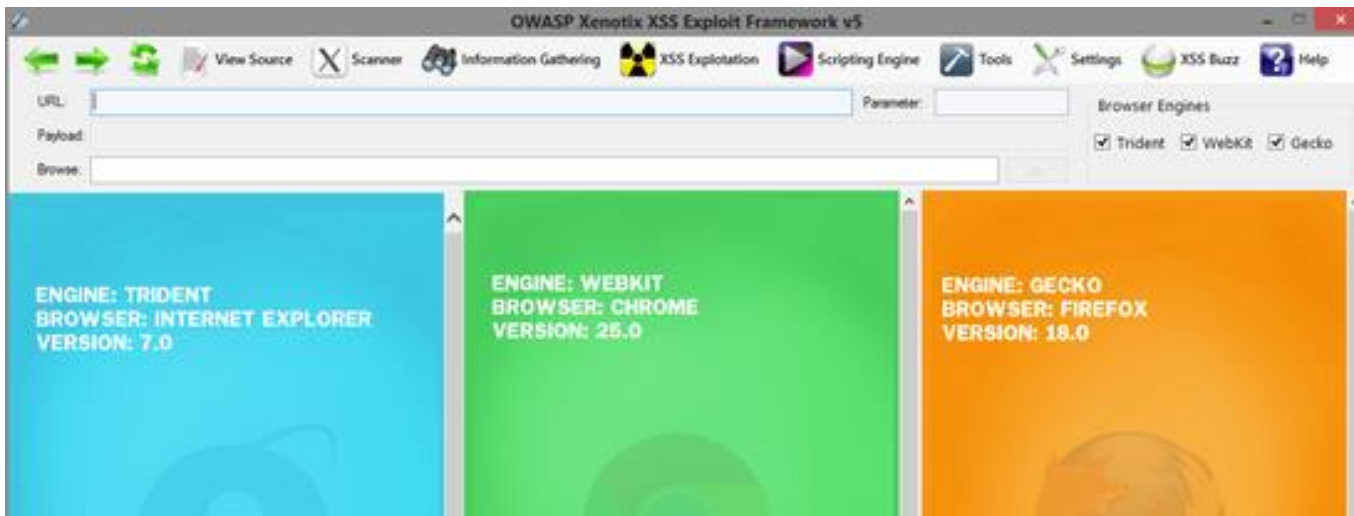 OWASP Xenotix XSS Exploit Framework v5
View Source Scanner Information Gathering XSS Explotation Scripting Engine Tools Settings XSS Buzz Help
URL: Parameter: Browser Engines
Payload: Trident WebKit Gecko
Browse:
ENGINE: TRIDENT
BROWSER: INTERNET EXPLORER
VERSION: 7.0
ENGINE: WEBKIT
BROWSER: CHROME
VERSION: 25.0
ENGINE: GECKO
BROWSER: FIREFOX
VERSION: 18.0